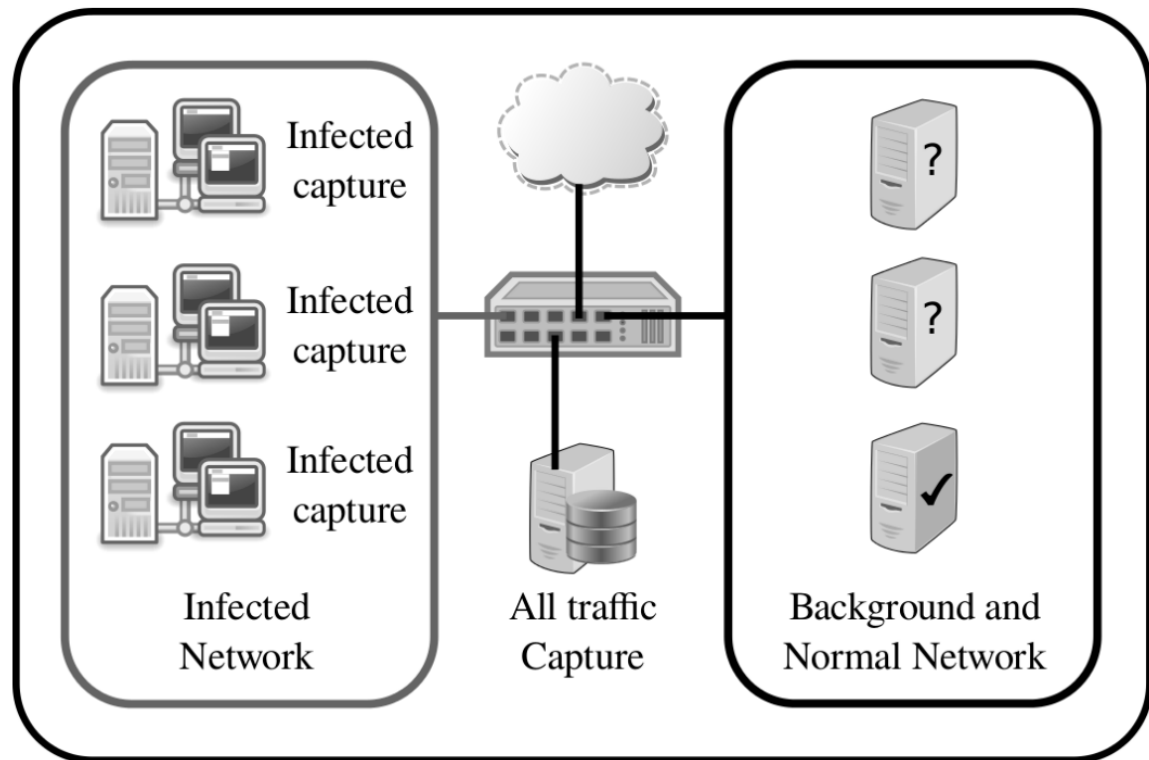 Infected
capture
Infected
capture
Infected
capture
Infected
Network
All traffic
Capture
?
?
✓
Background and
Normal Network